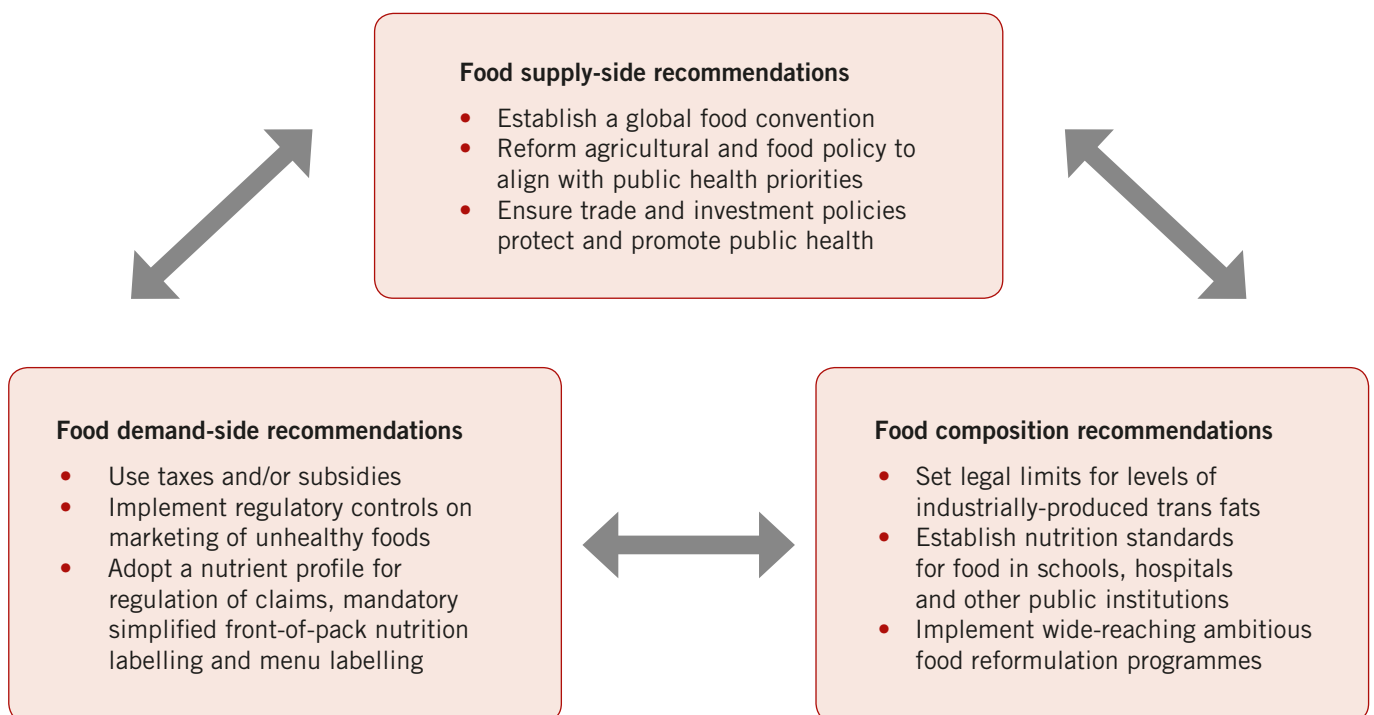 Food supply-side recommendations
• Establish a global food convention
• Reform agricultural and food policy to
align with public health priorities
• Ensure trade and investment policies
protect and promote public health
Food demand-side recommendations
• Use taxes and/or subsidies
• Implement regulatory controls on
marketing of unhealthy foods
• Adopt a nutrient profile for
regulation of claims, mandatory
simplified front-of-pack nutrition
labelling and menu labelling
Food composition recommendations
• Set legal limits for levels of
industrially-produced trans fats
• Establish nutrition standards
for food in schools, hospitals
and other public institutions
• Implement wide-reaching ambitious
food reformulation programmes